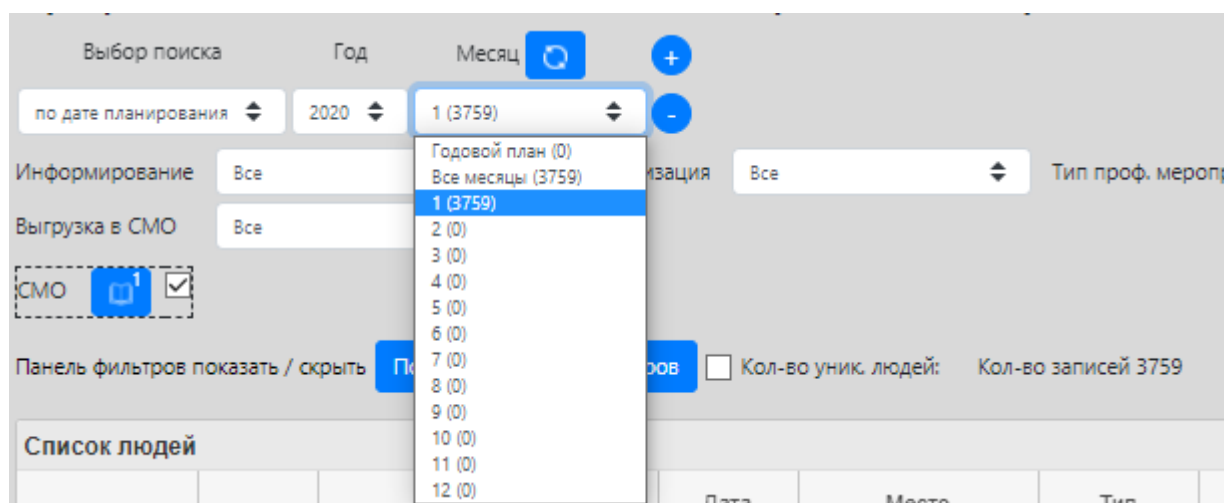 Выбор поиска Год Месяц +
по дате планирования 2020 1 (3759) -
Годовой план (0)
Все месяцы (3759)
1 (3759)
2 (0)
3 (0)
4 (0)
5 (0)
6 (0)
7 (0)
8 (0)
9 (0)
10 (0)
11 (0)
12 (0)
Информирование Все изация Все Тип проф. меропр
Выгрузка в СМО Все
СМО 1
Панель фильтров показать / скрыть По ров Кол-во уник. людей: Кол-во записей 3759
Список людей
Дата Место Тип